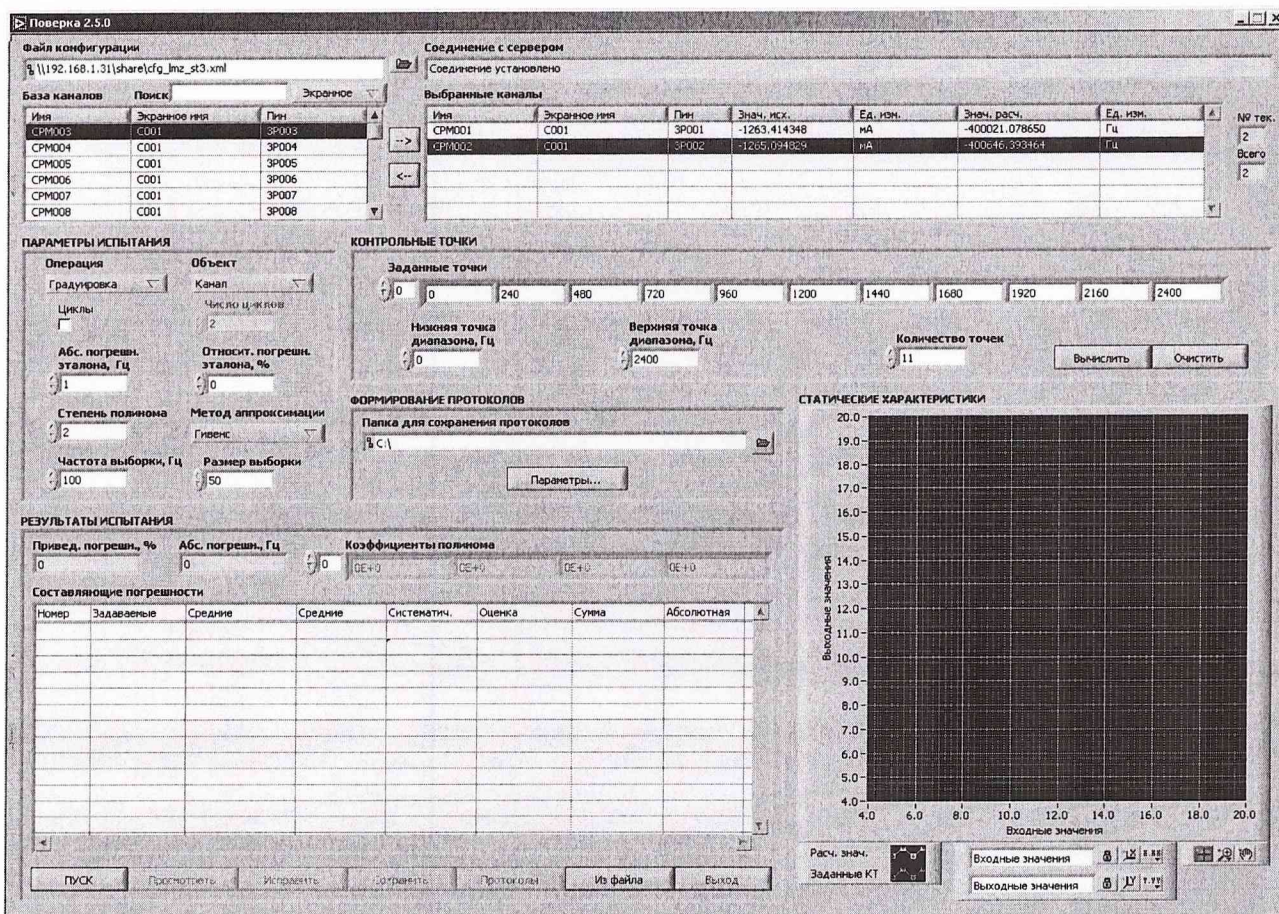 Поверка 2.5.0
Файл конфигурации
\\192.168.1.31\share\cfg_lmz_st3.xml
Соединение с сервером
Соединение установлено
База каналов Поиск Экранное
Имя Экранное имя Пин
CPM003 C001 3P003
CPM004 C001 3P004
CPM005 C001 3P005
CPM006 C001 3P006
CPM007 C001 3P007
CPM008 C001 3P008
-->
<--
Выбранные каналы
Имя Экранное имя Пин Знач. исх. Ед. изм. Знач. расч. Ед. изм.
CPM001 C001 3P001 -1263.414348 мА -400021.078650 Гц
CPM002 C001 3P002 -1265.094829 мА -400646.393464 Гц
№ тек.
2
Всего
2
ПАРАМЕТРЫ ИСПЫТАНИЯ
Операция Объект
Градуировка Канал
Циклы Число циклов
2
Абс. погрешн. эталона, Гц Относит. погрешн. эталона, %
1 0
Степень полинома Метод аппроксимации
2 Гивенс
Частота выборки, Гц Размер выборки
100 50
КОНТРОЛЬНЫЕ ТОЧКИ
Заданные точки
0 0 240 480 720 960 1200 1440 1680 1920 2160 2400
Нижняя точка диапазона, Гц Верхняя точка диапазона, Гц Количество точек
0 2400 11 Вычислить Очистить
ФОРМИРОВАНИЕ ПРОТОКОЛОВ
Папка для сохранения протоколов
C:\
Параметры...
РЕЗУЛЬТАТЫ ИСПЫТАНИЯ
Привед. погрешн., % Абс. погрешн., Гц Коэффициенты полинома
0 0 0 0E+0 0E+0 0E+0 0E+0
Составляющие погрешности
Номер Задаваемые Средние Средние Систематич. Оценка Сумма Абсолютная
ПУСК Просмотреть Исправить Сохранить Протоколы Из файла Выход
СТАТИЧЕСКИЕ ХАРАКТЕРИСТИКИ
Выходные значения
20.0
19.0
18.0
17.0
16.0
15.0
14.0
13.0
12.0
11.0
10.0
9.0
8.0
7.0
6.0
5.0
4.0
4.0 6.0 8.0 10.0 12.0 14.0 16.0 18.0 20.0
Входные значения
Расч. знач.
Заданные КТ
Входные значения
Выходные значения